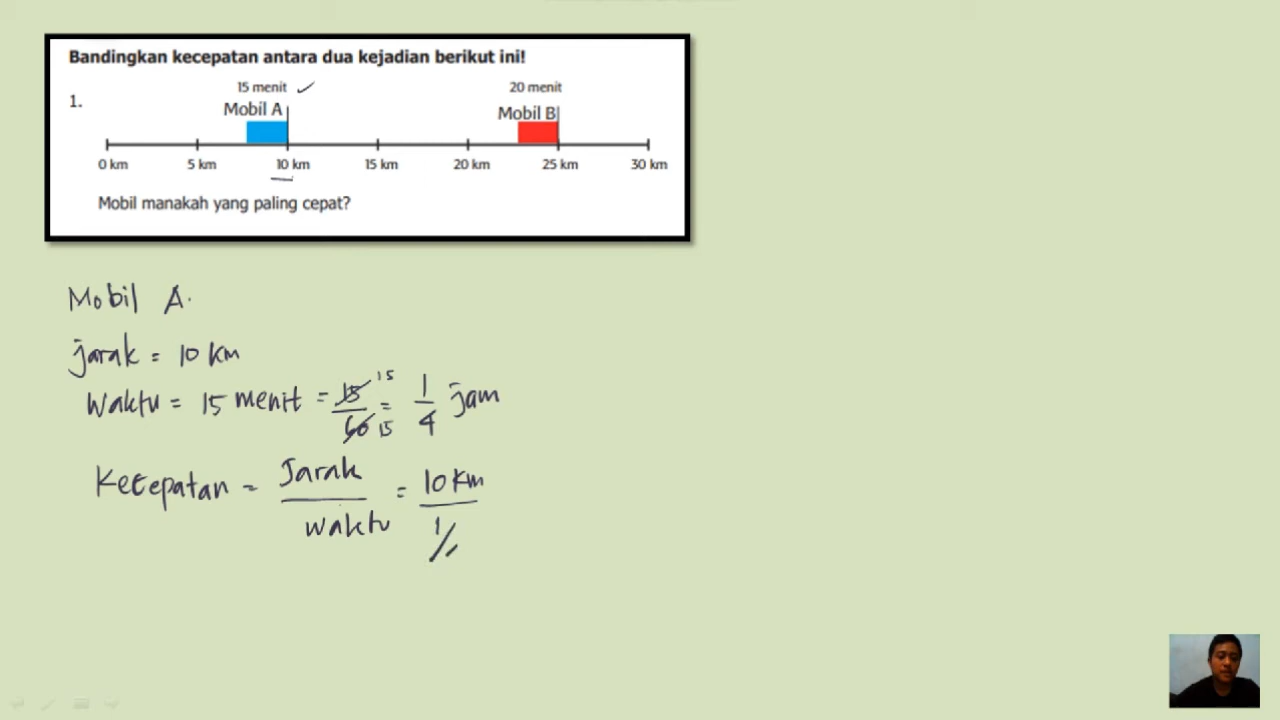 Bandingkan kecepatan antara dua kejadian berikut ini!
15 menit 20 menit
1. Mobil A Mobil B
0 km 5 km 10 km 15 km 20 km 25 km 30 km
Mobil manakah yang paling cepat?
Mobil A.
jarak = 10 km
Waktu = 15 menit = 15/60 15/15 = 1/4 jam
Kecepatan = Jarak/waktu = 10 km/1/